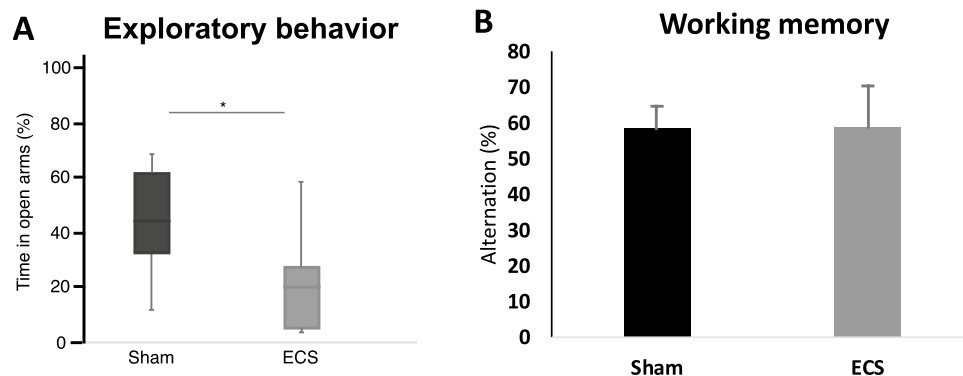 A
Exploratory behavior
Time in open arms (%)
100
80
60
40
20
0
*
Sham
ECS
B
Working memory
Alternation (%)
80
70
60
50
40
30
20
10
0
Sham
ECS